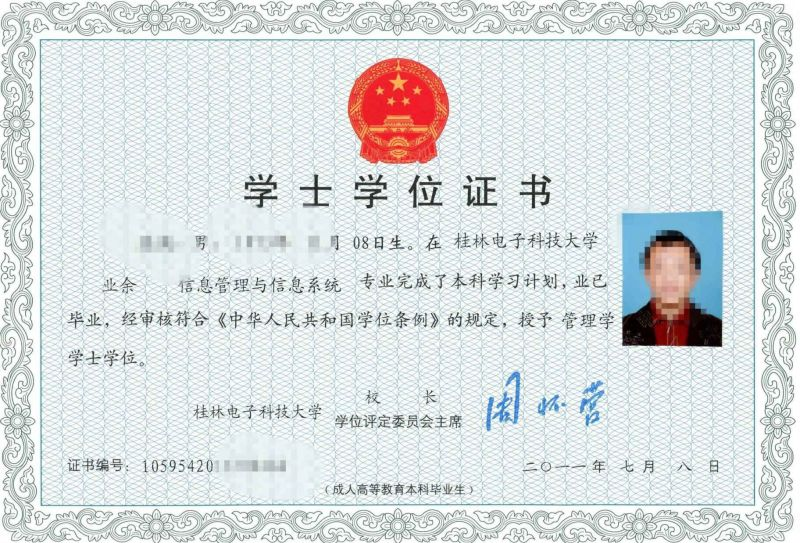 学士学位证书
男, 月 08日生。在 桂林电子科技大学
业余 信息管理与信息系统 专业完成了本科学习计划,业已
毕业,经审核符合《中华人民共和国学位条例》的规定,授予 管理学
学士学位。
桂林电子科技大学
校 长
学位评定委员会主席
周怀营
证书编号: 10595420
二〇一一年 七月 八日
(成人高等教育本科毕业生)